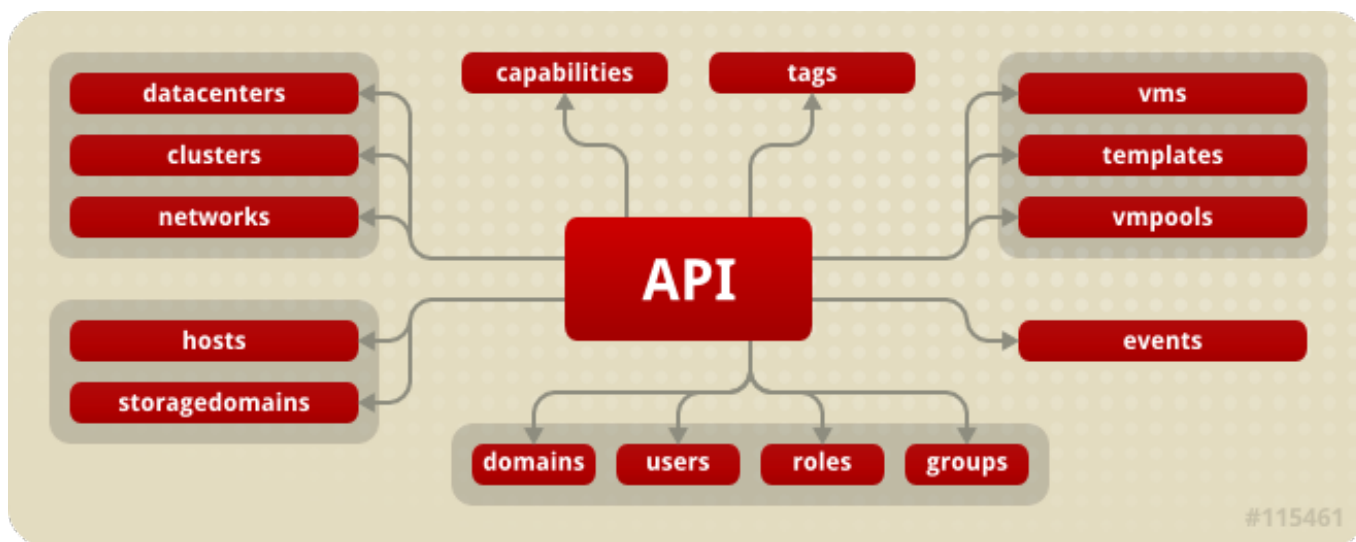 capabilities
tags
datacenters
clusters
networks
vms
templates
vmpools
API
hosts
storagedomains
events
domains
users
roles
groups
#115461